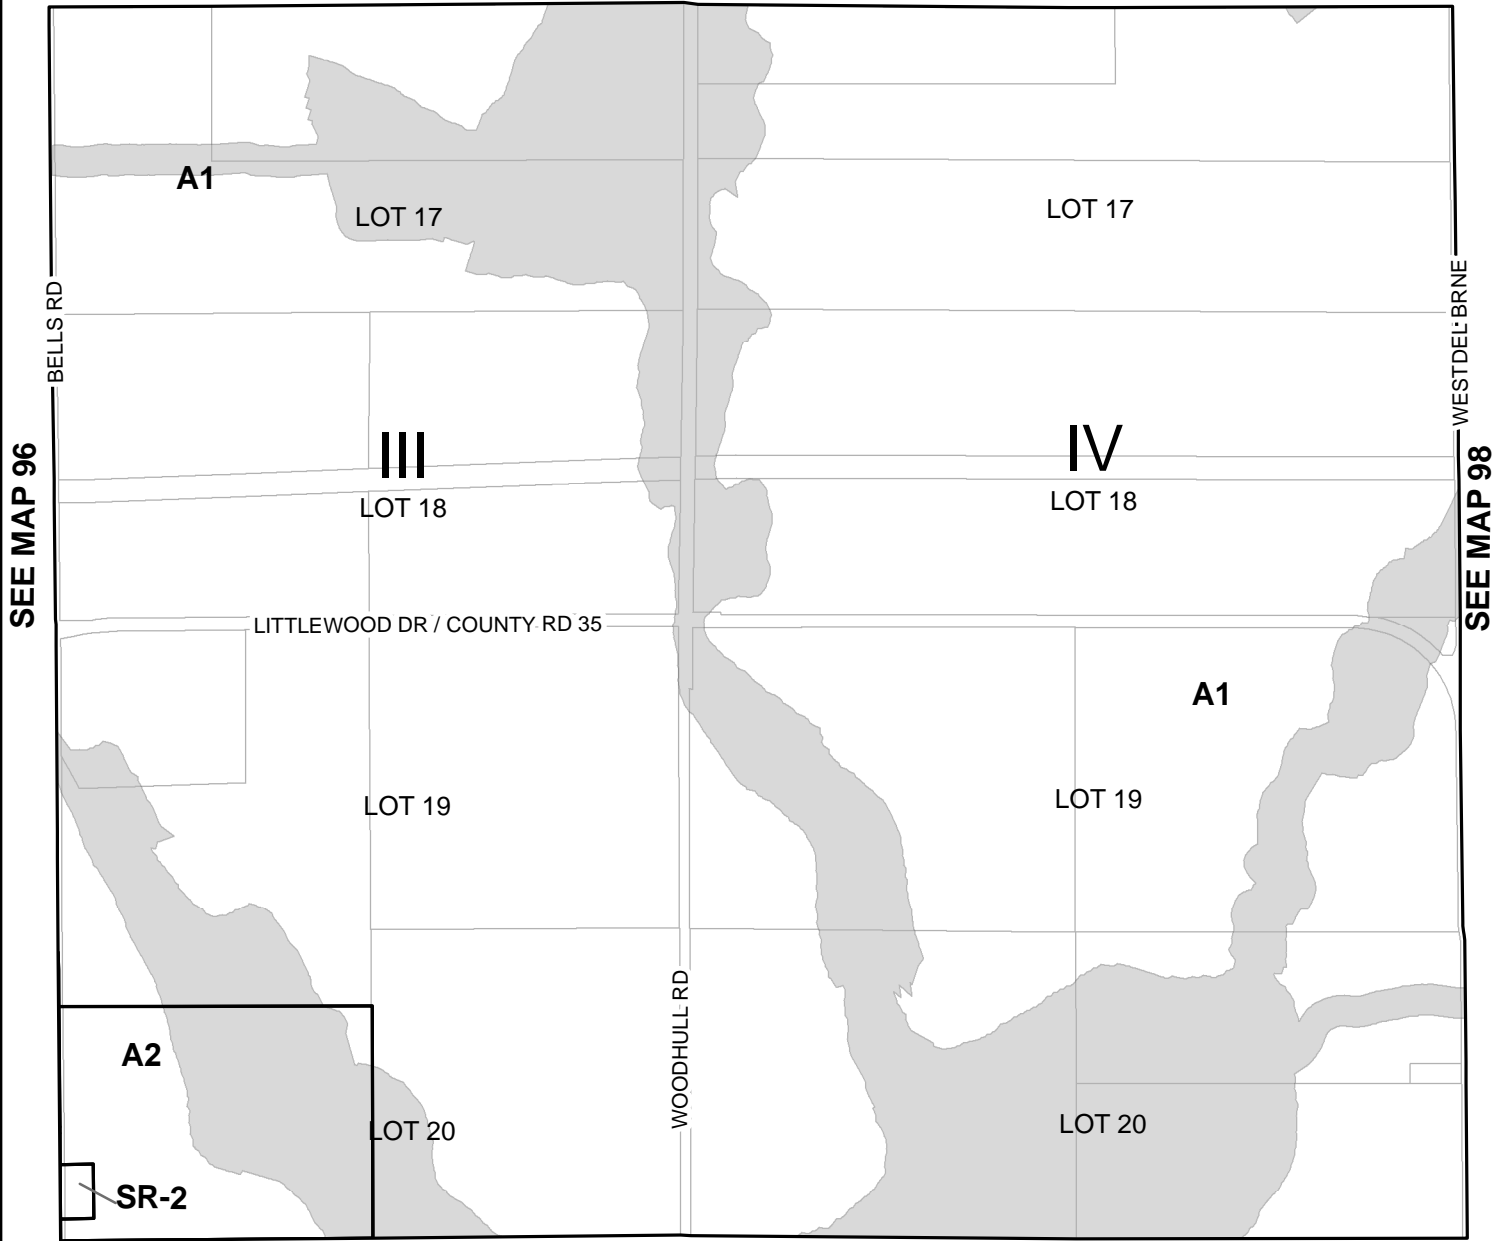 A1
LOT 17
LOT 17
BELLS RD
WESTDEL BRNE
III
IV
SEE MAP 96
SEE MAP 98
LOT 18
LOT 18
LITTLEWOOD DR / COUNTY RD 35
A1
LOT 19
LOT 19
WOODHULL RD
A2
LOT 20
LOT 20
SR-2